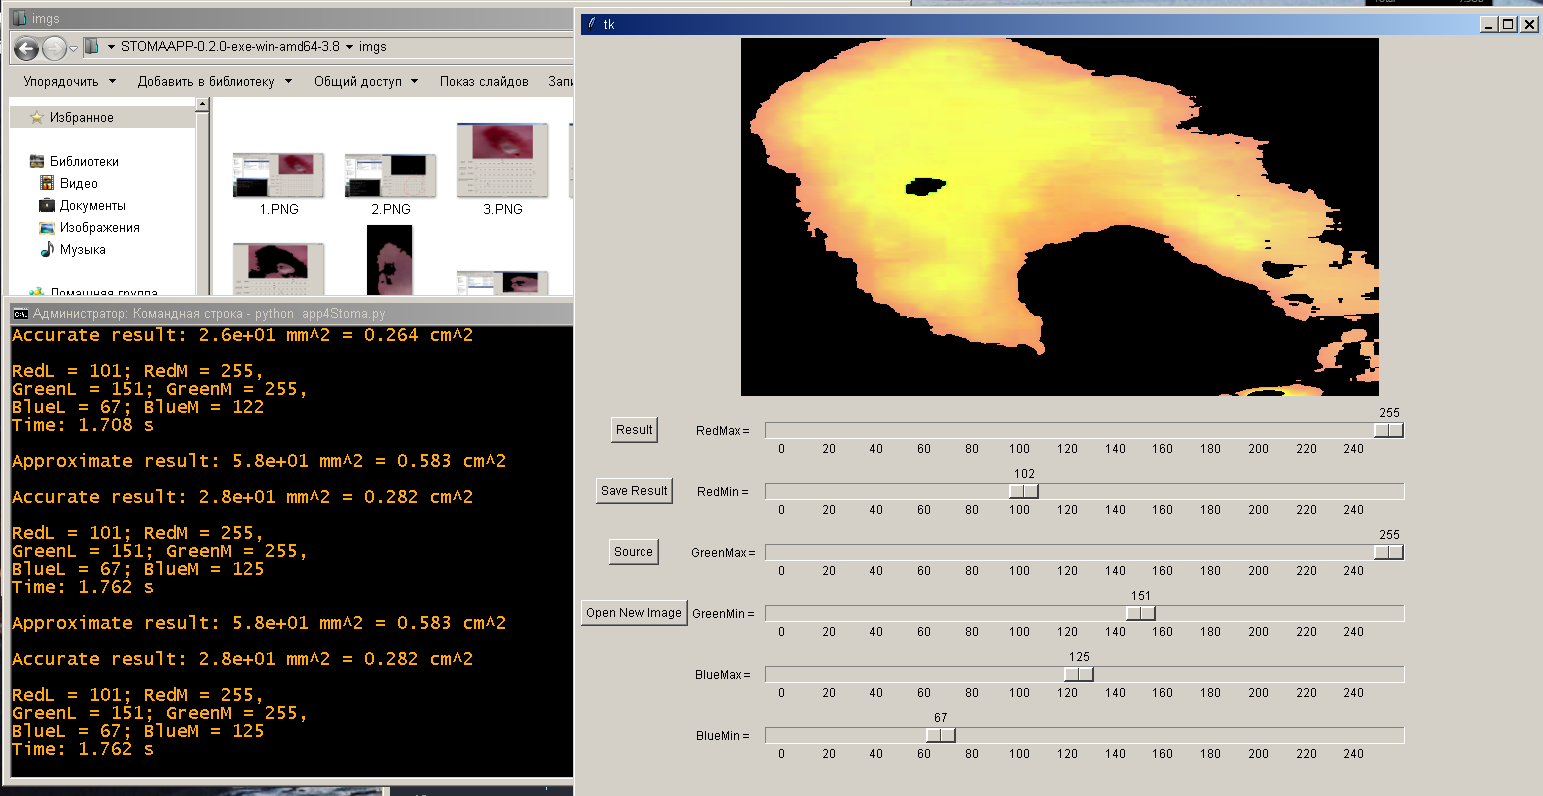 imgs
STOMAAPP-0.2.0-exe-win-amd64-3.8 imgs
Упорядочить Добавить в библиотеку Общий доступ Показ слайдов
Избранное
Библиотеки
Видео
Документы
Изображения
Музыка
Домашняя группа
1.PNG 2.PNG 3.PNG
Администратор: Командная строка - python app4Stoma.py
Accurate result: 2.6e+01 mm^2 = 0.264 cm^2
RedL = 101; RedM = 255,
GreenL = 151; GreenM = 255,
BlueL = 67; BlueM = 122
Time: 1.708 s
Approximate result: 5.8e+01 mm^2 = 0.583 cm^2
Accurate result: 2.8e+01 mm^2 = 0.282 cm^2
RedL = 101; RedM = 255,
GreenL = 151; GreenM = 255,
BlueL = 67; BlueM = 125
Time: 1.762 s
Approximate result: 5.8e+01 mm^2 = 0.583 cm^2
Accurate result: 2.8e+01 mm^2 = 0.282 cm^2
RedL = 101; RedM = 255,
GreenL = 151; GreenM = 255,
BlueL = 67; BlueM = 125
Time: 1.762 s
tk
255
Result RedMax =
0 20 40 60 80 100 120 140 160 180 200 220 240
102
Save Result RedMin =
0 20 40 60 80 100 120 140 160 180 200 220 240
255
Source GreenMax =
0 20 40 60 80 100 120 140 160 180 200 220 240
151
Open New Image GreenMin =
0 20 40 60 80 100 120 140 160 180 200 220 240
125
BlueMax =
0 20 40 60 80 100 120 140 160 180 200 220 240
67
BlueMin =
0 20 40 60 80 100 120 140 160 180 200 220 240